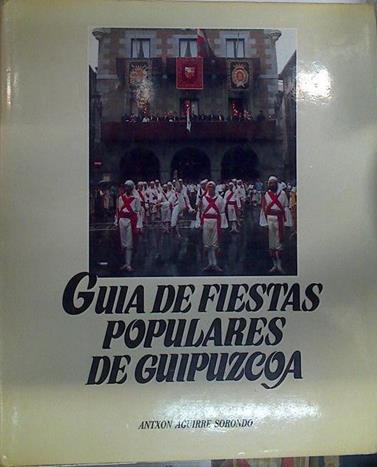 GUIA DE FIESTAS
POPULARES
DE GUIPUZCOA
ANTXON AGUIRRE SORONDO